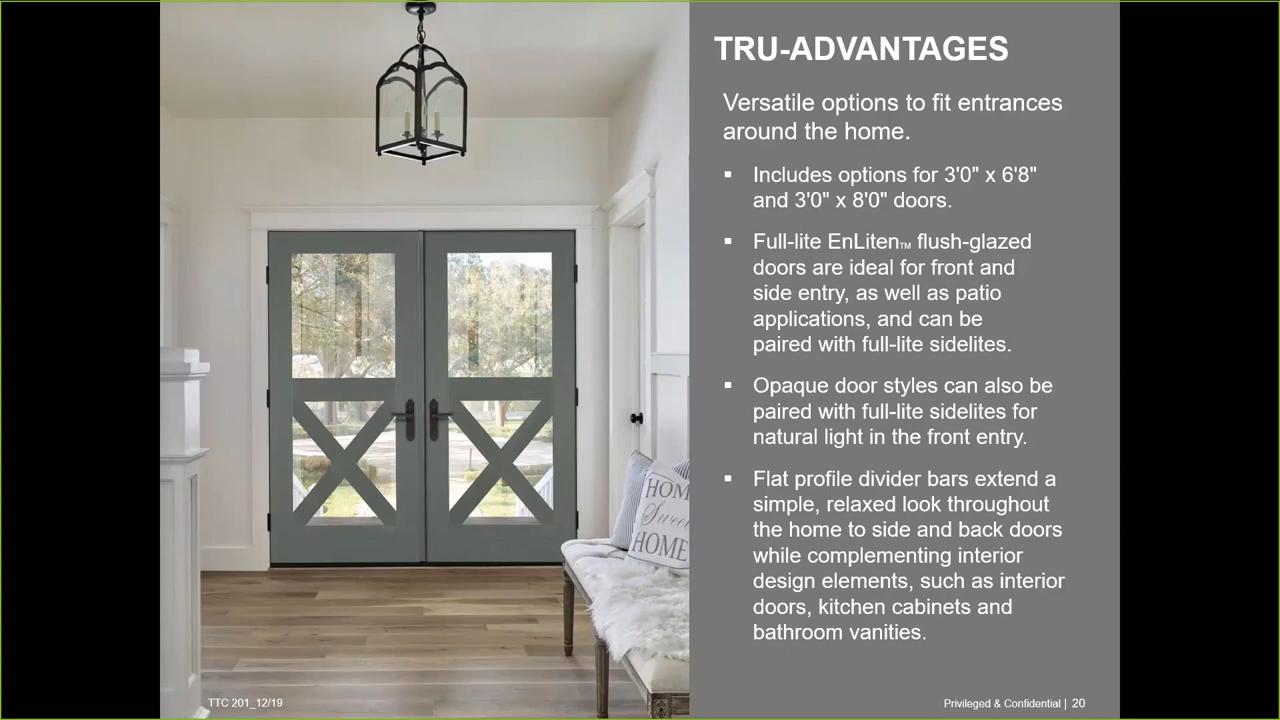 TRU-ADVANTAGES
Versatile options to fit entrances
around the home.
▪ Includes options for 3'0" x 6'8"
and 3'0" x 8'0" doors.
▪ Full-lite EnLiten™ flush-glazed
doors are ideal for front and
side entry, as well as patio
applications, and can be
paired with full-lite sidelites.
▪ Opaque door styles can also be
paired with full-lite sidelites for
natural light in the front entry.
▪ Flat profile divider bars extend a
simple, relaxed look throughout
the home to side and back doors
while complementing interior
design elements, such as interior
doors, kitchen cabinets and
bathroom vanities.
HOM
Sweet
HOME
TTC 201_12/19
Privileged & Confidential | 20